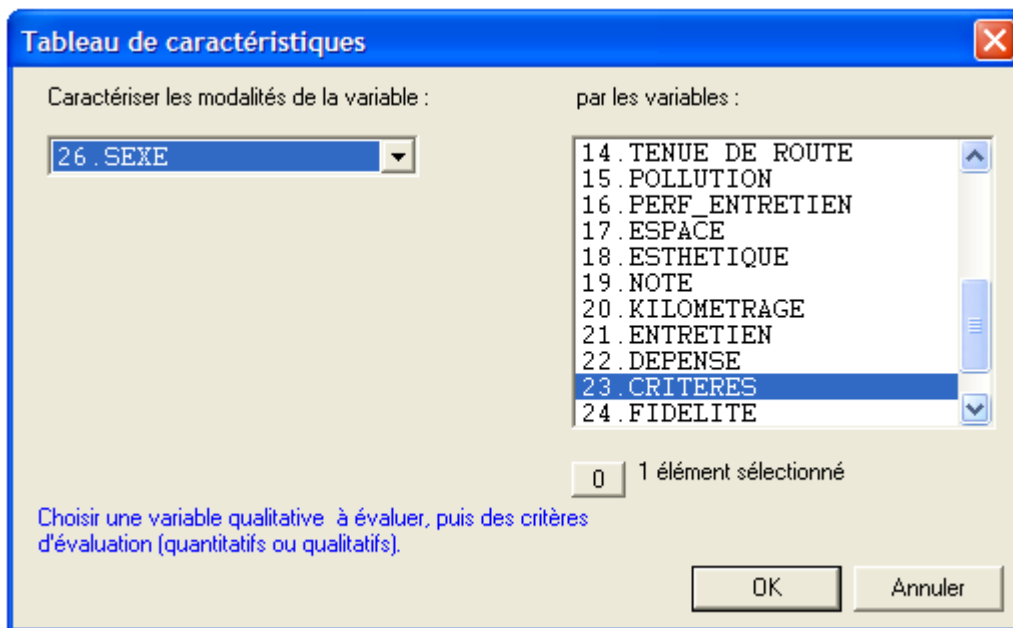 Tableau de caractéristiques
Caractériser les modalités de la variable :
par les variables :
26.SEXE
14.TENUE DE ROUTE
15.POLLUTION
16.PERF_ENTRETIEN
17.ESPACE
18.ESTHETIQUE
19.NOTE
20.KILOMETRAGE
21.ENTRETIEN
22.DEPENSE
23.CRITERES
24.FIDELITE
0
1 élément sélectionné
Choisir une variable qualitative à évaluer, puis des critères
d'évaluation (quantitatifs ou qualitatifs).
OK
Annuler